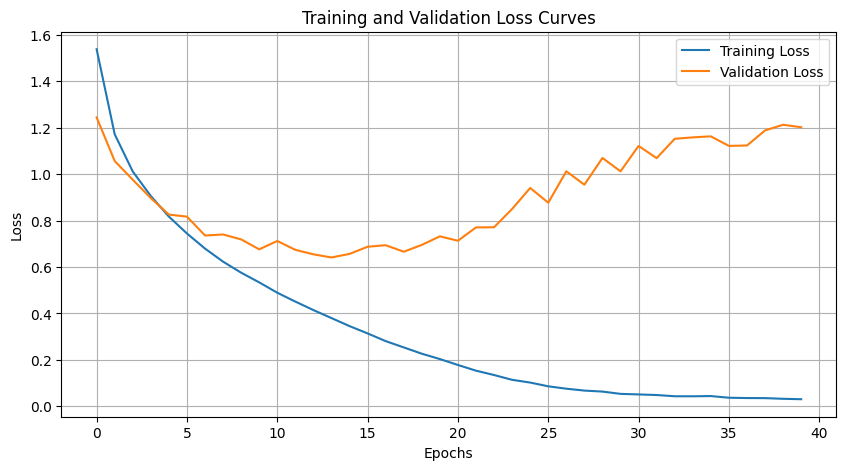 Training and Validation Loss Curves
Training Loss
Validation Loss
Loss
1.6
1.4
1.2
1.0
0.8
0.6
0.4
0.2
0.0
0 5 10 15 20 25 30 35 40
Epochs